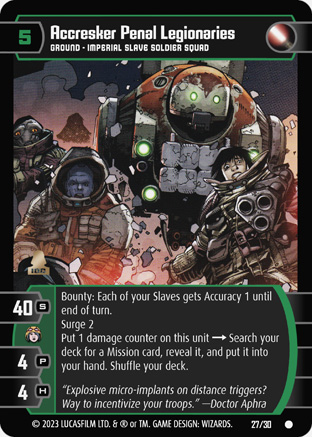 5
Accresker Penal Legionaries
GROUND - IMPERIAL SLAVE SOLDIER SQUAD
40 S
4 P
4 H
Bounty: Each of your Slaves gets Accuracy 1 until
end of turn.
Surge 2
Put 1 damage counter on this unit → Search your
deck for a Mission card, reveal it, and put it into
your hand. Shuffle your deck.
“Explosive micro-implants on distance triggers?
Way to incentivize your troops.” —Doctor Aphra
© 2023 LUCASFILM LTD. & ® or TM. GAME DESIGN: WIZARDS.
27/30